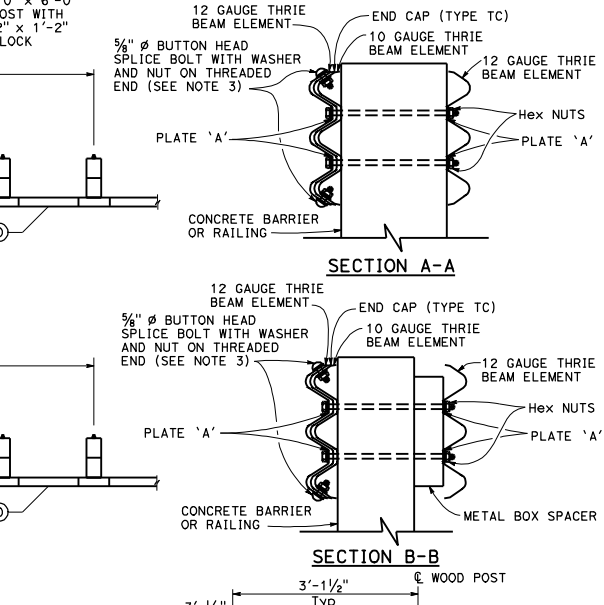 6'-0
POST WITH
x 1'-2"
LOCK
12 GAUGE THRIE
BEAM ELEMENT
END CAP (TYPE TC)
10 GAUGE THRIE
BEAM ELEMENT
12 GAUGE THRIE
BEAM ELEMENT
⅝" Ø BUTTON HEAD
SPLICE BOLT WITH WASHER
AND NUT ON THREADED
END (SEE NOTE 3)
Hex NUTS
PLATE 'A'
PLATE 'A'
CONCRETE BARRIER
OR RAILING
SECTION A-A
12 GAUGE THRIE
BEAM ELEMENT
END CAP (TYPE TC)
10 GAUGE THRIE
BEAM ELEMENT
⅝" Ø BUTTON HEAD
SPLICE BOLT WITH WASHER
AND NUT ON THREADED
END (SEE NOTE 3)
12 GAUGE THRIE
BEAM ELEMENT
Hex NUTS
PLATE 'A'
PLATE 'A'
CONCRETE BARRIER
OR RAILING
METAL BOX SPACER
SECTION B-B
℄ WOOD POST
3'-1½"
TYP